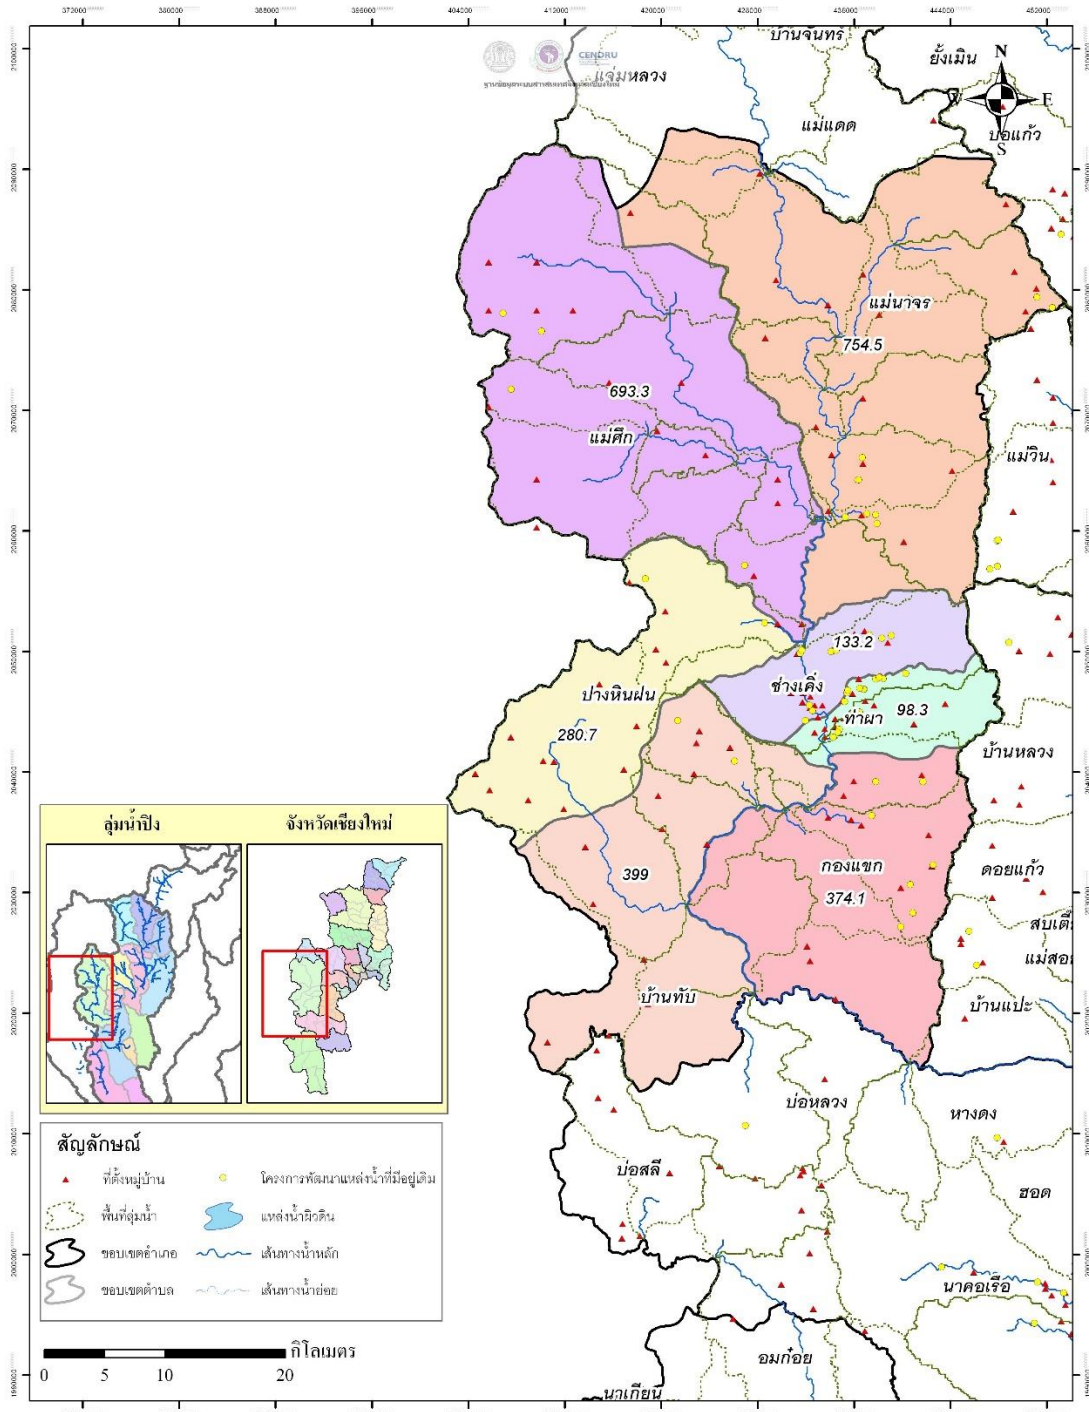 372000
380000
388000
396000
404000
412000
420000
428000
436000
444000
452000
บ้านจันทร์
ยั้งเมิน
N
CENDRU
แจ่มหลวง
E
แม่แดด
บ่อแก้ว
S
แม่นาจร
754.5
693.3
แม่ศึก
แม่วิน
133.2
ช่างเคิ่ง
ปางหินฝน
ท่าผา
98.3
280.7
บ้านหลวง
กองแขก
ดอยแก้ว
399
374.1
บ้านทับ
บ้านแปะ
บ่อหลวง
หางดง
บ่อสลี
ฮอด
นาคอเรือ
อมก๋อย
นาเกียน
ลุ่มน้ำปิง
จังหวัดเชียงใหม่
สัญลักษณ์
ที่ตั้งหมู่บ้าน
โครงการพัฒนาแหล่งน้ำที่มีอยู่เดิม
พื้นที่ลุ่มน้ำ
แหล่งน้ำผิวดิน
ขอบเขตอำเภอ
เส้นทางน้ำหลัก
ขอบเขตตำบล
เส้นทางน้ำย่อย
กิโลเมตร
0
5
10
20